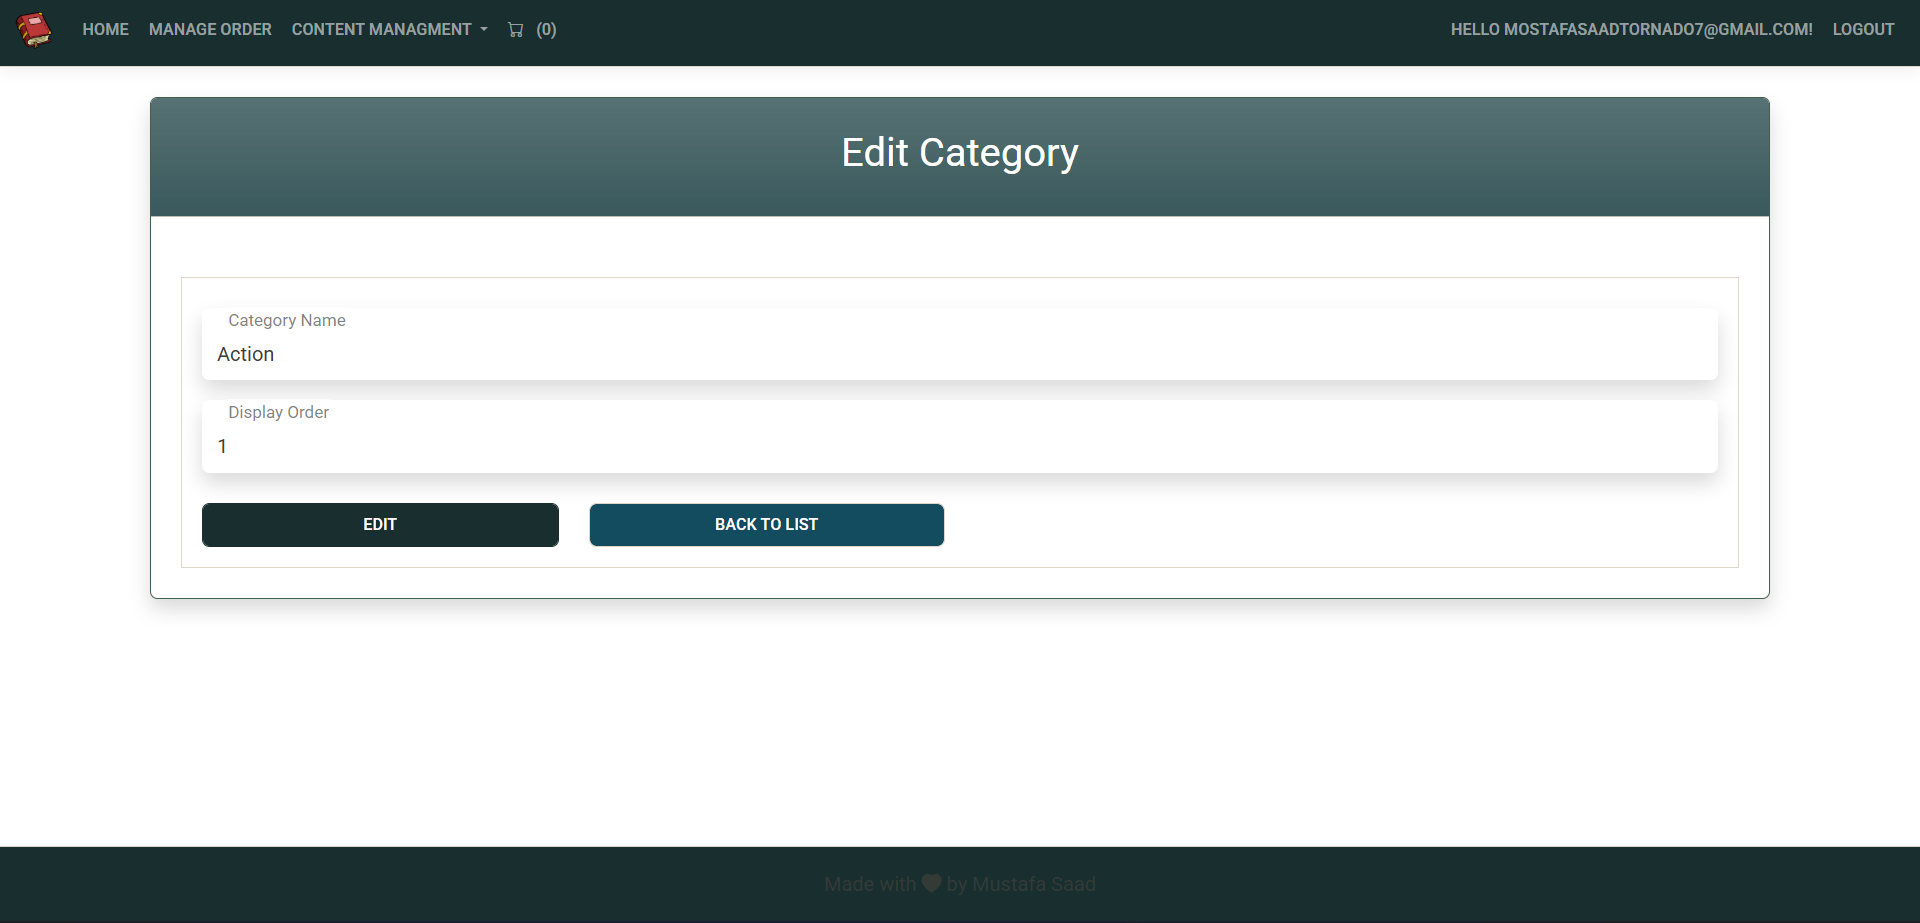 HOME MANAGE ORDER CONTENT MANAGMENT (0) HELLO MOSTAFASAADTORNADO7@GMAIL.COM! LOGOUT
Edit Category
Category Name
Action
Display Order
1
EDIT BACK TO LIST
Made with by Mustafa Saad